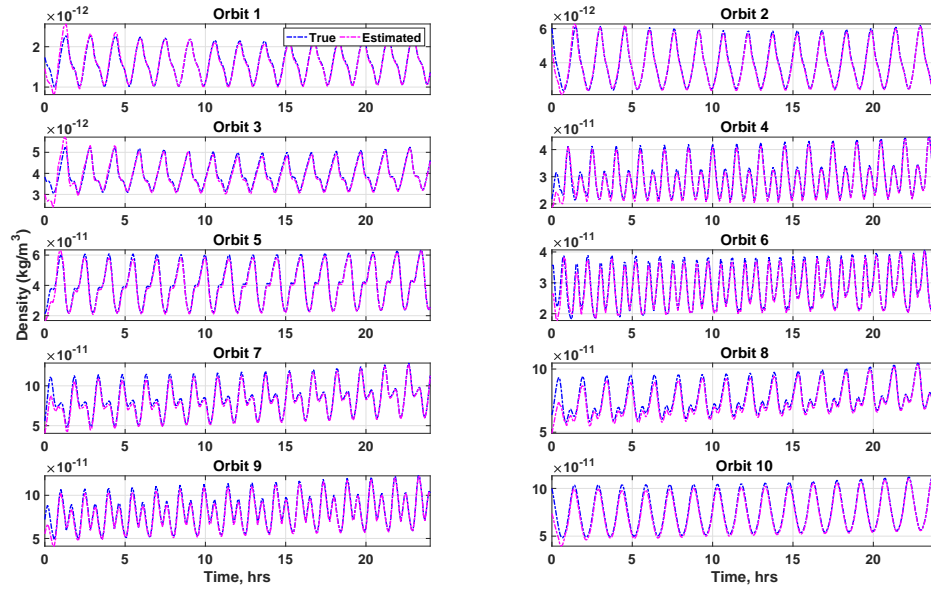 Orbit 1
×10⁻¹²
2
1
0 5 10 15 20
True
Estimated
Orbit 2
×10⁻¹²
6
4
0 5 10 15 20
Orbit 3
×10⁻¹²
5
4
3
0 5 10 15 20
Orbit 4
×10⁻¹¹
4
3
2
0 5 10 15 20
Orbit 5
×10⁻¹¹
6
4
2
0 5 10 15 20
Density (kg/m³)
Orbit 6
×10⁻¹¹
4
3
2
0 5 10 15 20
Orbit 7
×10⁻¹¹
10
5
0 5 10 15 20
Orbit 8
×10⁻¹¹
10
5
0 5 10 15 20
Orbit 9
×10⁻¹¹
10
5
0 5 10 15 20
Time, hrs
Orbit 10
×10⁻¹¹
10
5
0 5 10 15 20
Time, hrs